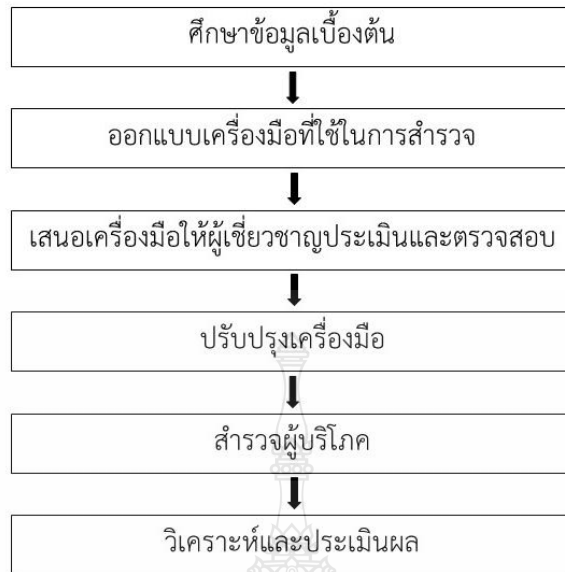 ศึกษาข้อมูลเบื้องต้น
ออกแบบเครื่องมือที่ใช้ในการสำรวจ
เสนอเครื่องมือให้ผู้เชี่ยวชาญประเมินและตรวจสอบ
ปรับปรุงเครื่องมือ
สำรวจผู้บริโภค
วิเคราะห์และประเมินผล